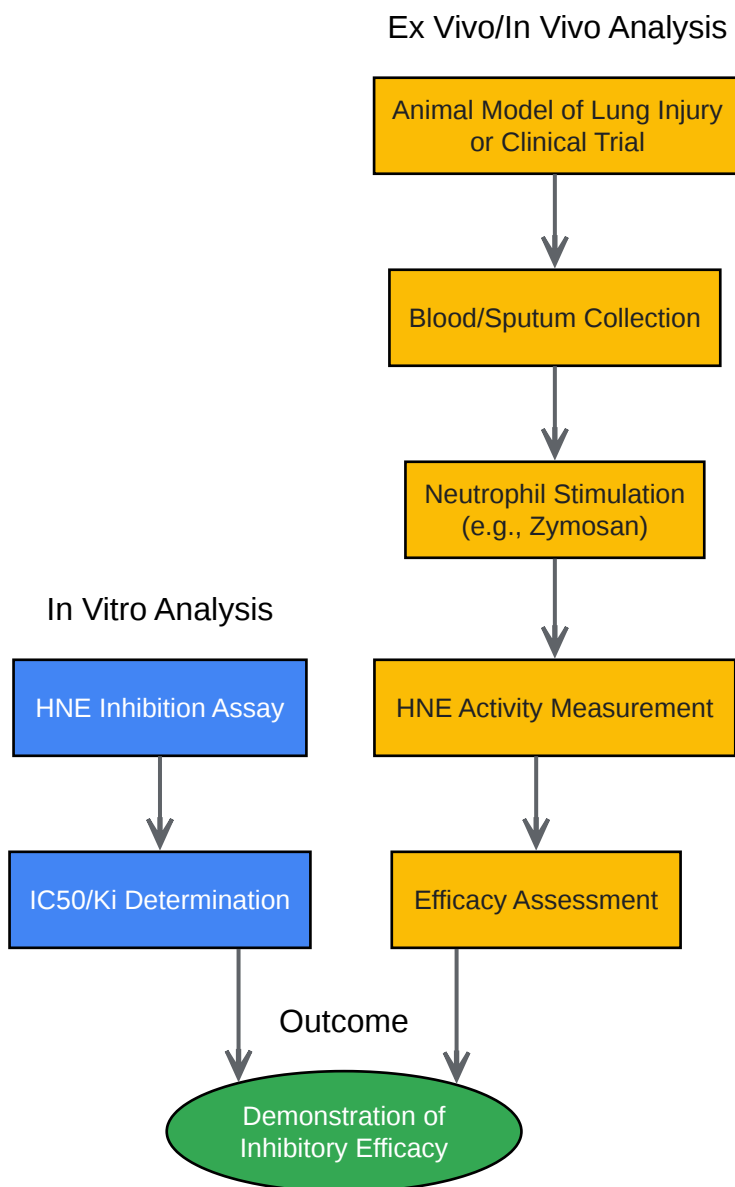 Ex Vivo/In Vivo Analysis
Animal Model of Lung Injury
or Clinical Trial
Blood/Sputum Collection
Neutrophil Stimulation
(e.g., Zymosan)
In Vitro Analysis
HNE Inhibition Assay
HNE Activity Measurement
IC50/Ki Determination
Efficacy Assessment
Outcome
Demonstration of
Inhibitory Efficacy